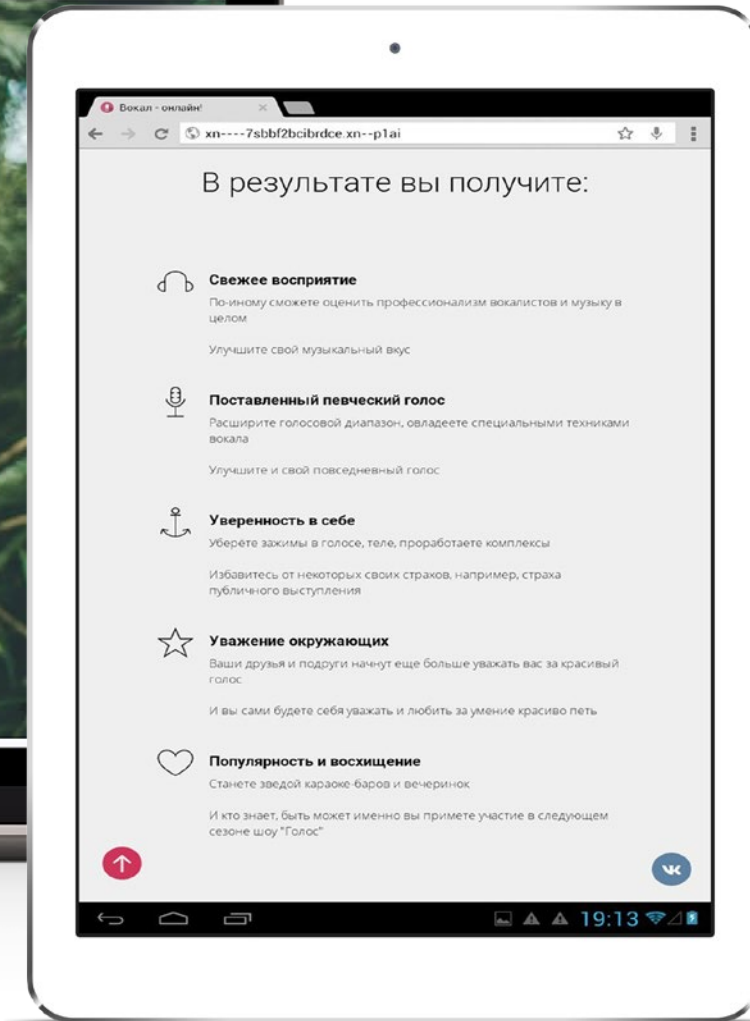 Вокал - онлайн!
xn----7sbbf2bcibrdce.xn--p1ai
В результате вы получите:
Свежее восприятие
По-иному сможете оценить профессионализм вокалистов и музыку в
целом
Улучшите свой музыкальный вкус
Поставленный певческий голос
Расширите голосовой диапазон, овладеете специальными техниками
вокала
Улучшите и свой повседневный голос
Уверенность в себе
Уберёте зажимы в голосе, теле, проработаете комплексы
Избавитесь от некоторых своих страхов, например, страха
публичного выступления
Уважение окружающих
Ваши друзья и подруги начнут еще больше уважать вас за красивый
голос
И вы сами будете себя уважать и любить за умение красиво петь
Популярность и восхищение
Станете зведой караоке-баров и вечеринок
И кто знает, быть может именно вы примете участие в следующем
сезоне шоу "Голос"
19:13